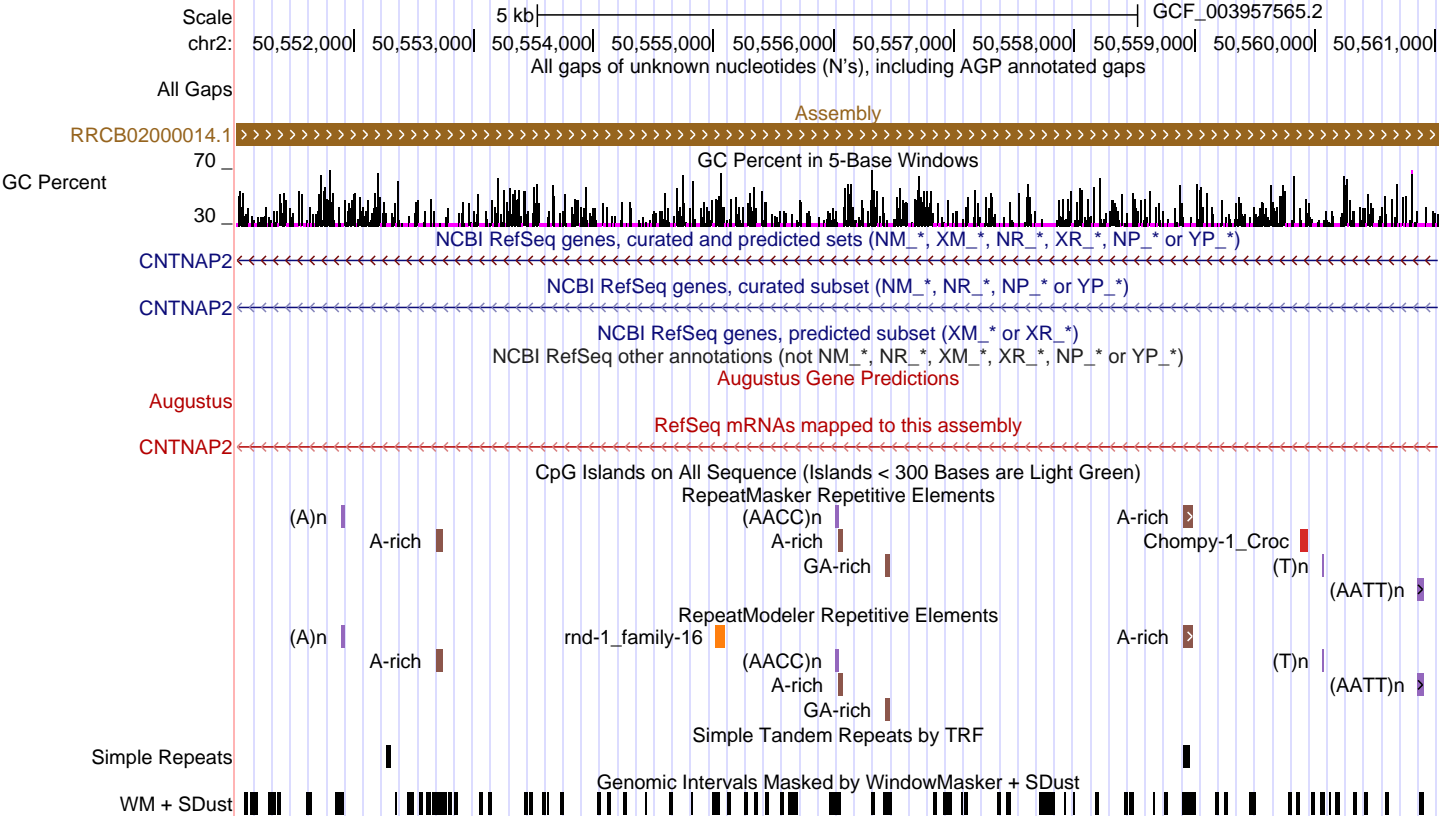 Scale 5 kb GCF_003957565.2
chr2: 50,552,000 50,553,000 50,554,000 50,555,000 50,556,000 50,557,000 50,558,000 50,559,000 50,560,000 50,561,000
All gaps of unknown nucleotides (N's), including AGP annotated gaps
All Gaps
Assembly
RRCB02000014.1
GC Percent in 5-Base Windows
70
GC Percent
30
NCBI RefSeq genes, curated and predicted sets (NM_*, XM_*, NR_*, XR_*, NP_* or YP_*)
CNTNAP2
NCBI RefSeq genes, curated subset (NM_*, NR_*, NP_* or YP_*)
CNTNAP2
NCBI RefSeq genes, predicted subset (XM_* or XR_*)
NCBI RefSeq other annotations (not NM_*, NR_*, XM_*, XR_*, NP_* or YP_*)
Augustus Gene Predictions
Augustus
RefSeq mRNAs mapped to this assembly
CNTNAP2
CpG Islands on All Sequence (Islands < 300 Bases are Light Green)
RepeatMasker Repetitive Elements
(A)n (AACC)n A-rich
A-rich A-rich Chompy-1_Croc
GA-rich (T)n
(AATT)n
RepeatModeler Repetitive Elements
(A)n rnd-1_family-16 A-rich
A-rich (AACC)n (T)n
A-rich (AATT)n
GA-rich
Simple Tandem Repeats by TRF
Simple Repeats
Genomic Intervals Masked by WindowMasker + SDust
WM + SDust